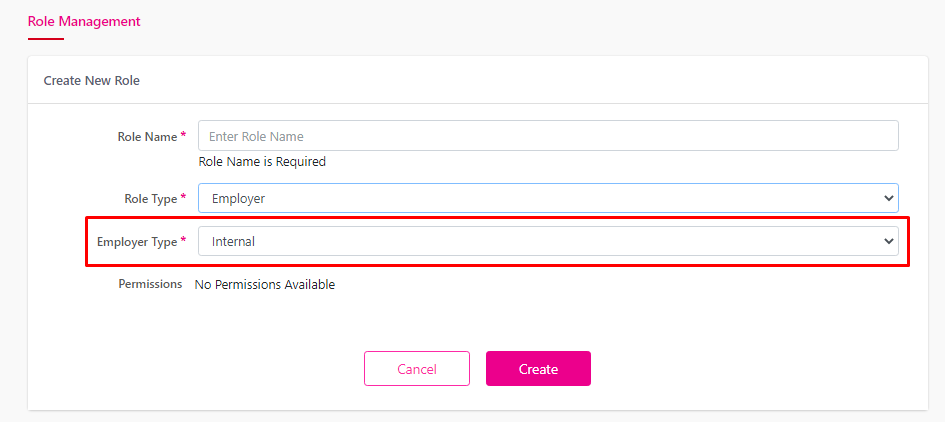 Role Management
Create New Role
Role Name *
Enter Role Name
Role Name is Required
Role Type *
Employer
Employer Type *
Internal
Permissions
No Permissions Available
Cancel
Create